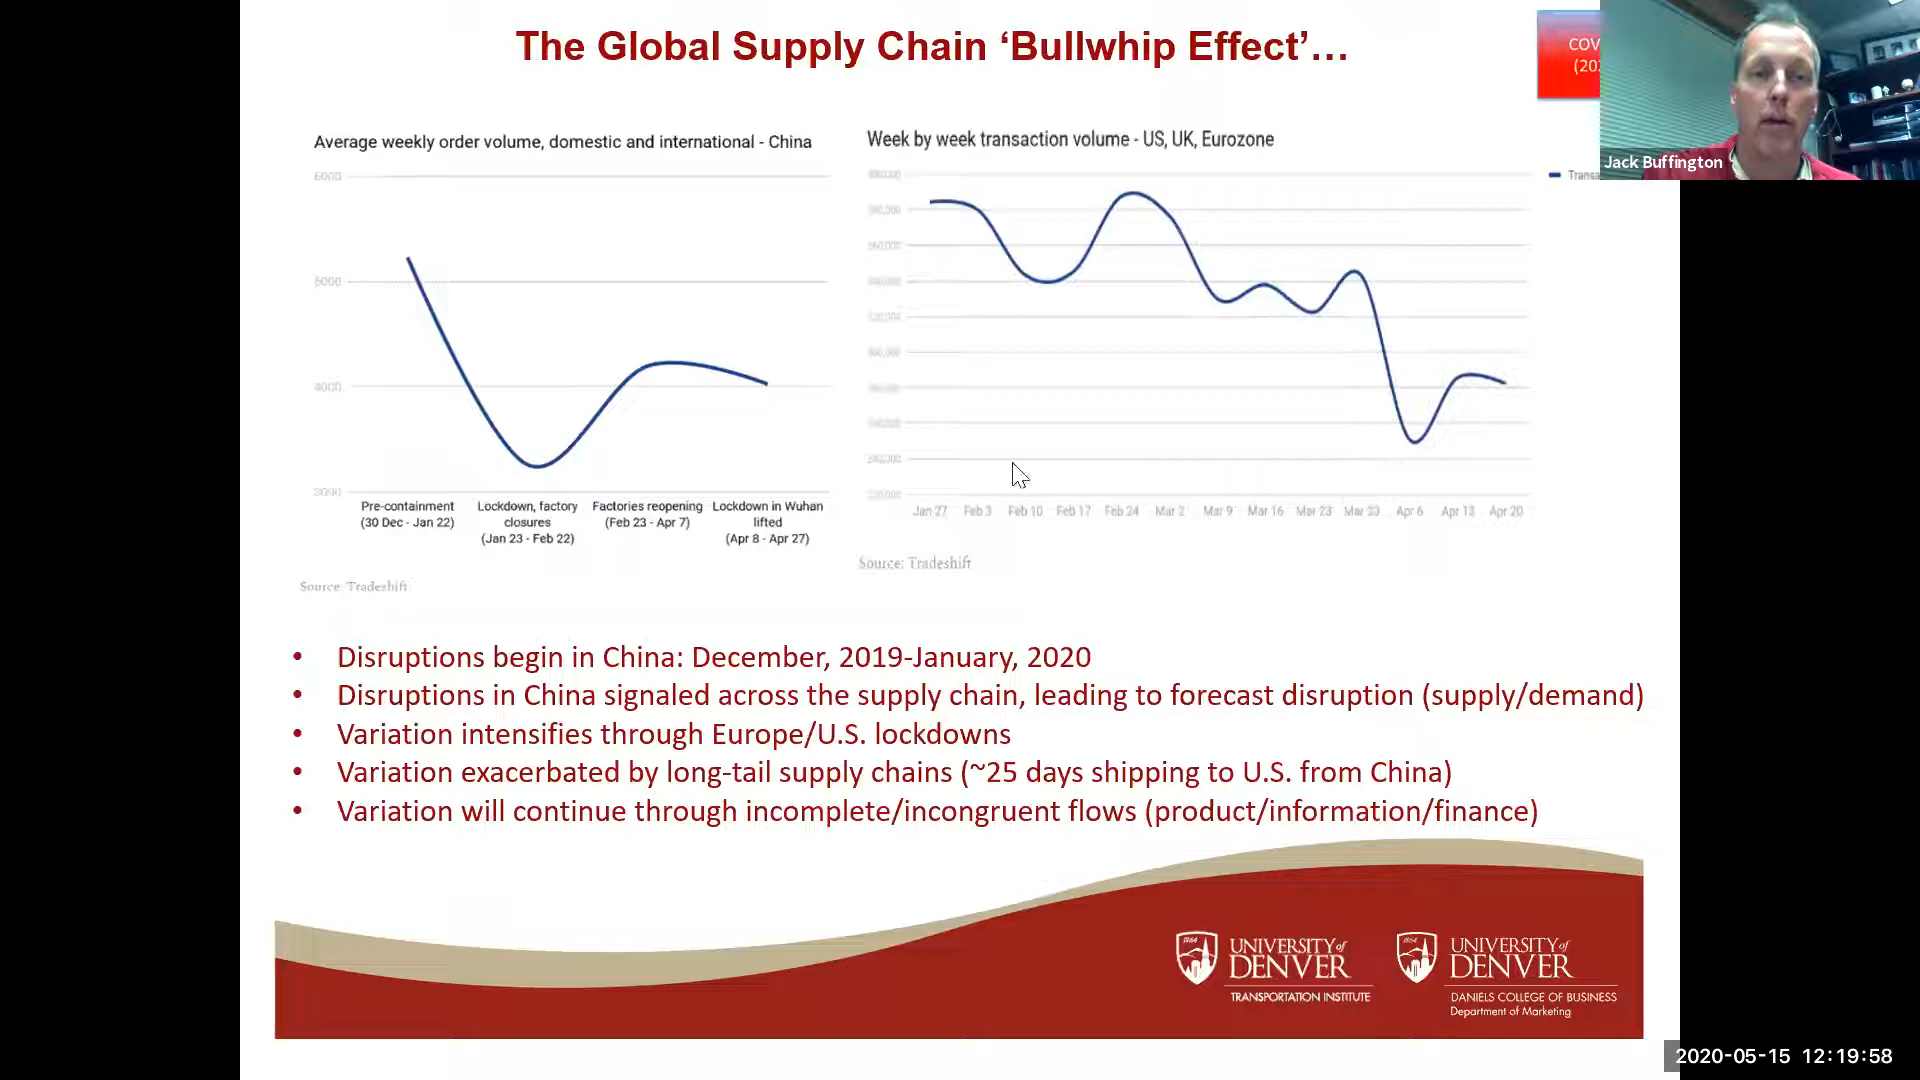 The Global Supply Chain ‘Bullwhip Effect’…
Jack Buffington
Average weekly order volume, domestic and international - China
6000
5000
4000
3000
Pre-containment
(30 Dec - Jan 22)
Lockdown, factory
closures
(Jan 23 - Feb 22)
Factories reopening
(Feb 23 - Apr 7)
Lockdown in Wuhan
lifted
(Apr 8 - Apr 27)
Source: Tradeshift
Week by week transaction volume - US, UK, Eurozone
Jan 27 Feb 3 Feb 10 Feb 17 Feb 24 Mar 2 Mar 9 Mar 16 Mar 23 Mar 30 Apr 6 Apr 13 Apr 20
Source: Tradeshift
• Disruptions begin in China: December, 2019-January, 2020
• Disruptions in China signaled across the supply chain, leading to forecast disruption (supply/demand)
• Variation intensifies through Europe/U.S. lockdowns
• Variation exacerbated by long-tail supply chains (~25 days shipping to U.S. from China)
• Variation will continue through incomplete/incongruent flows (product/information/finance)
1864
UNIVERSITY of
DENVER
TRANSPORTATION INSTITUTE
1864
UNIVERSITY of
DENVER
DANIELS COLLEGE OF BUSINESS
Department of Marketing
2020-05-15 12:19:58